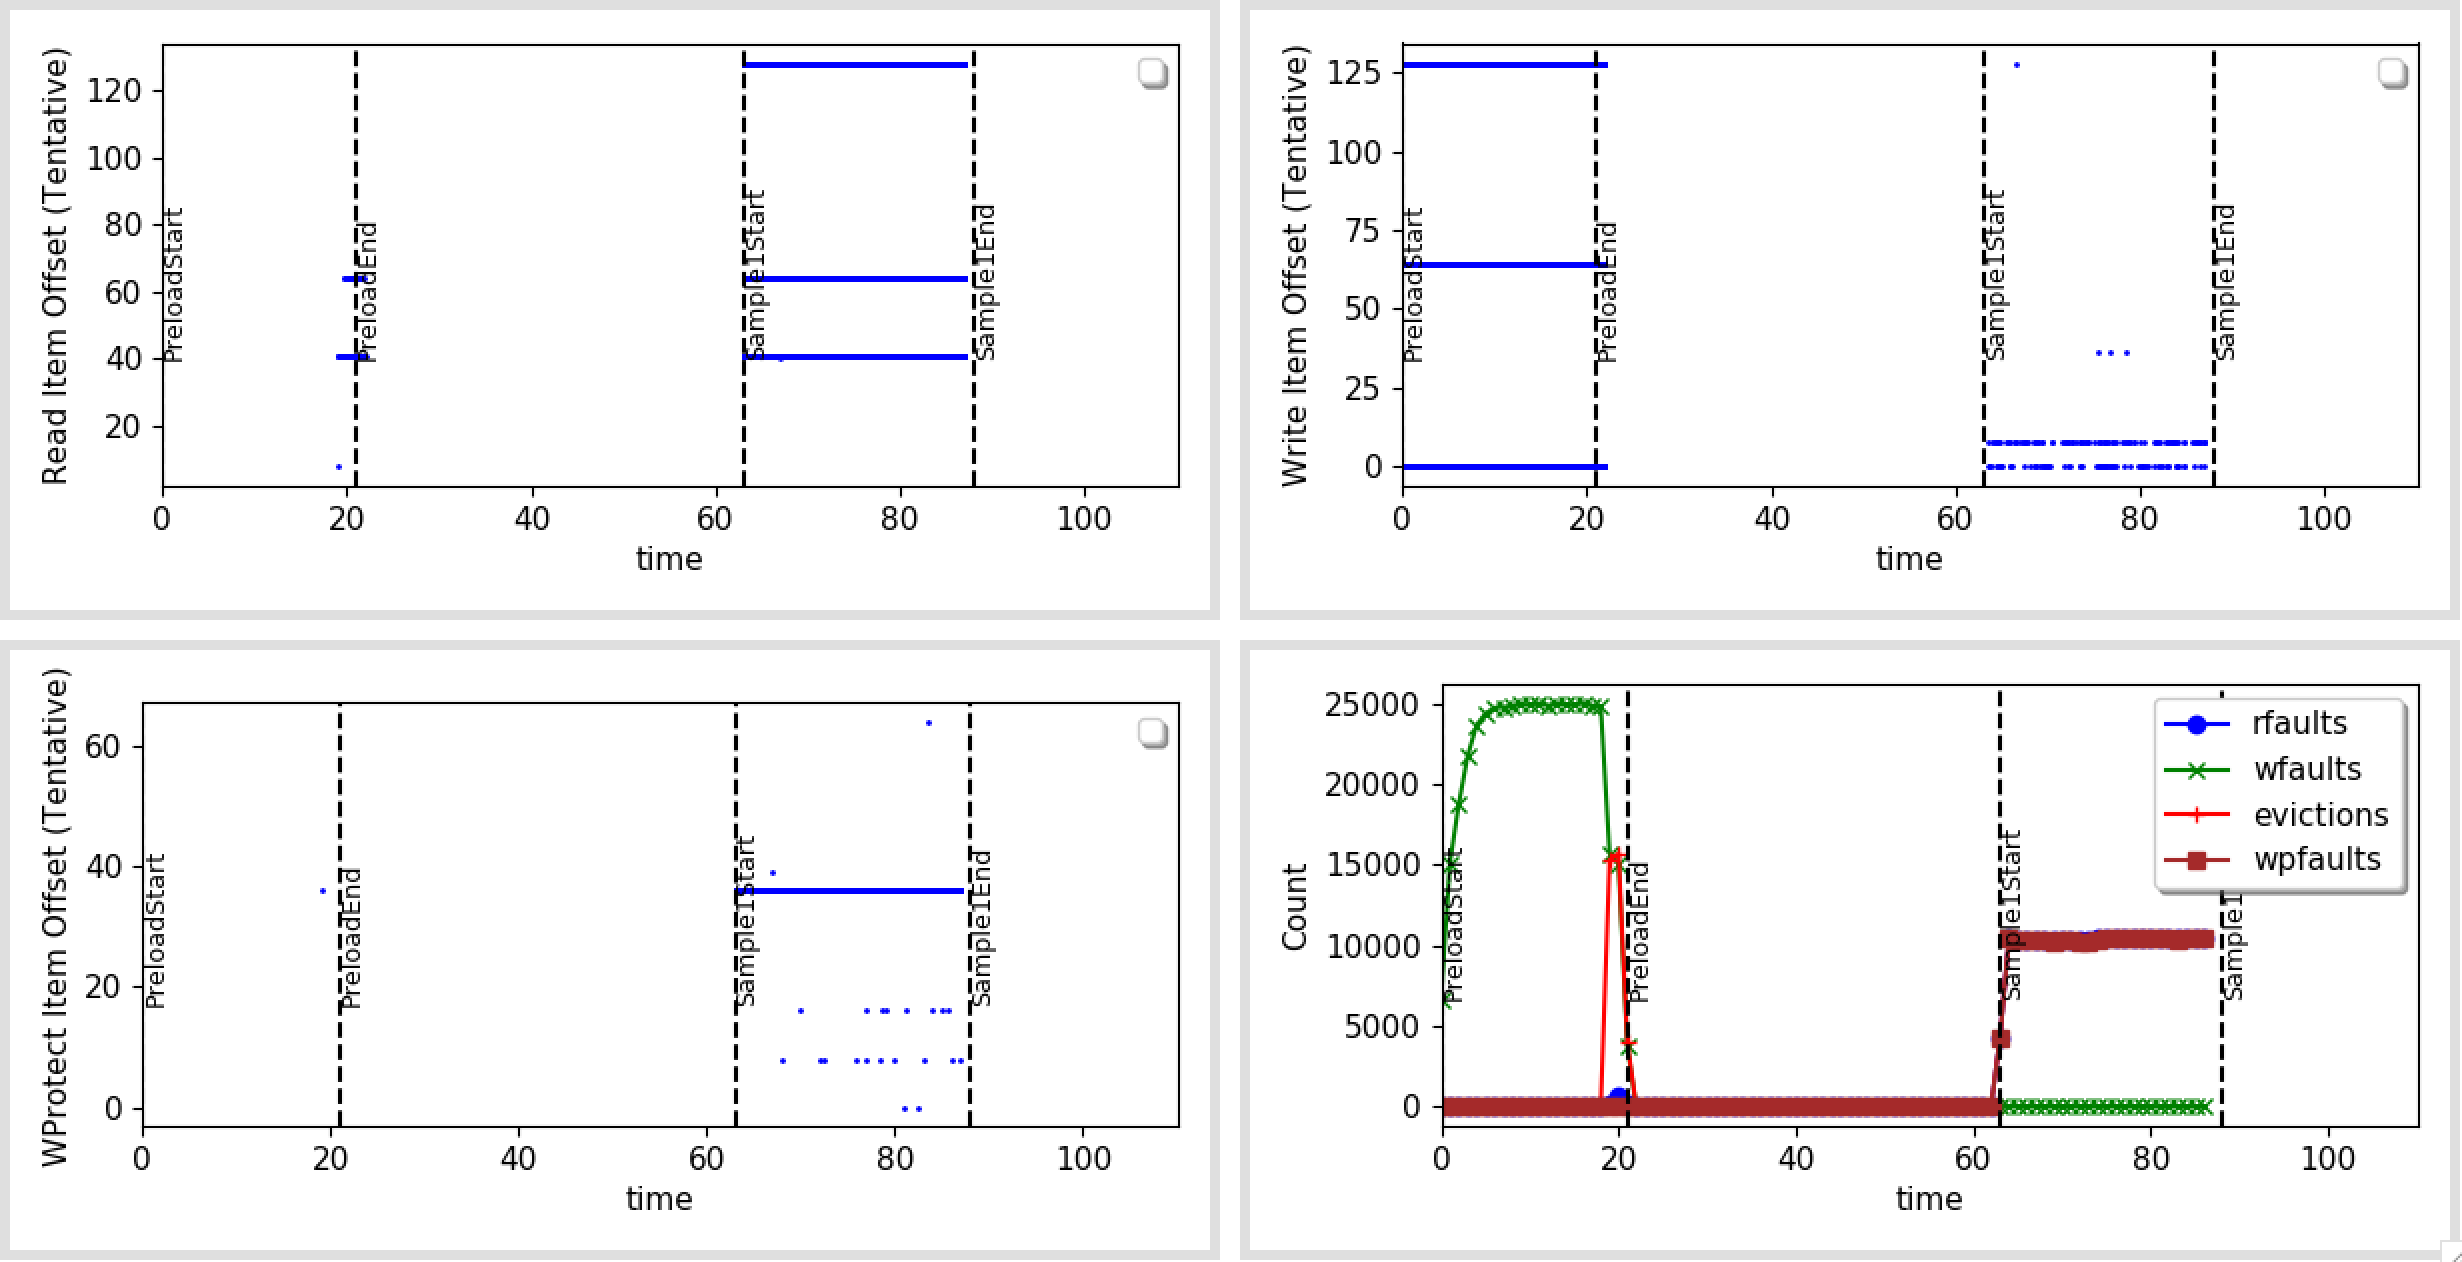 Read Item Offset (Tentative)
120
100
80
60
40
20
PreloadStart
PreloadEnd
Sample1Start
Sample1End
0 20 40 60 80 100
time
Write Item Offset (Tentative)
125
100
75
50
25
0
PreloadStart
PreloadEnd
Sample1Start
Sample1End
0 20 40 60 80 100
time
WProtect Item Offset (Tentative)
60
40
20
0
PreloadStart
PreloadEnd
Sample1Start
Sample1End
0 20 40 60 80 100
time
Count
25000
20000
15000
10000
5000
0
PreloadStart
PreloadEnd
Sample1Start
Sample1
rfaults
wfaults
evictions
wpfaults
0 20 40 60 80 100
time